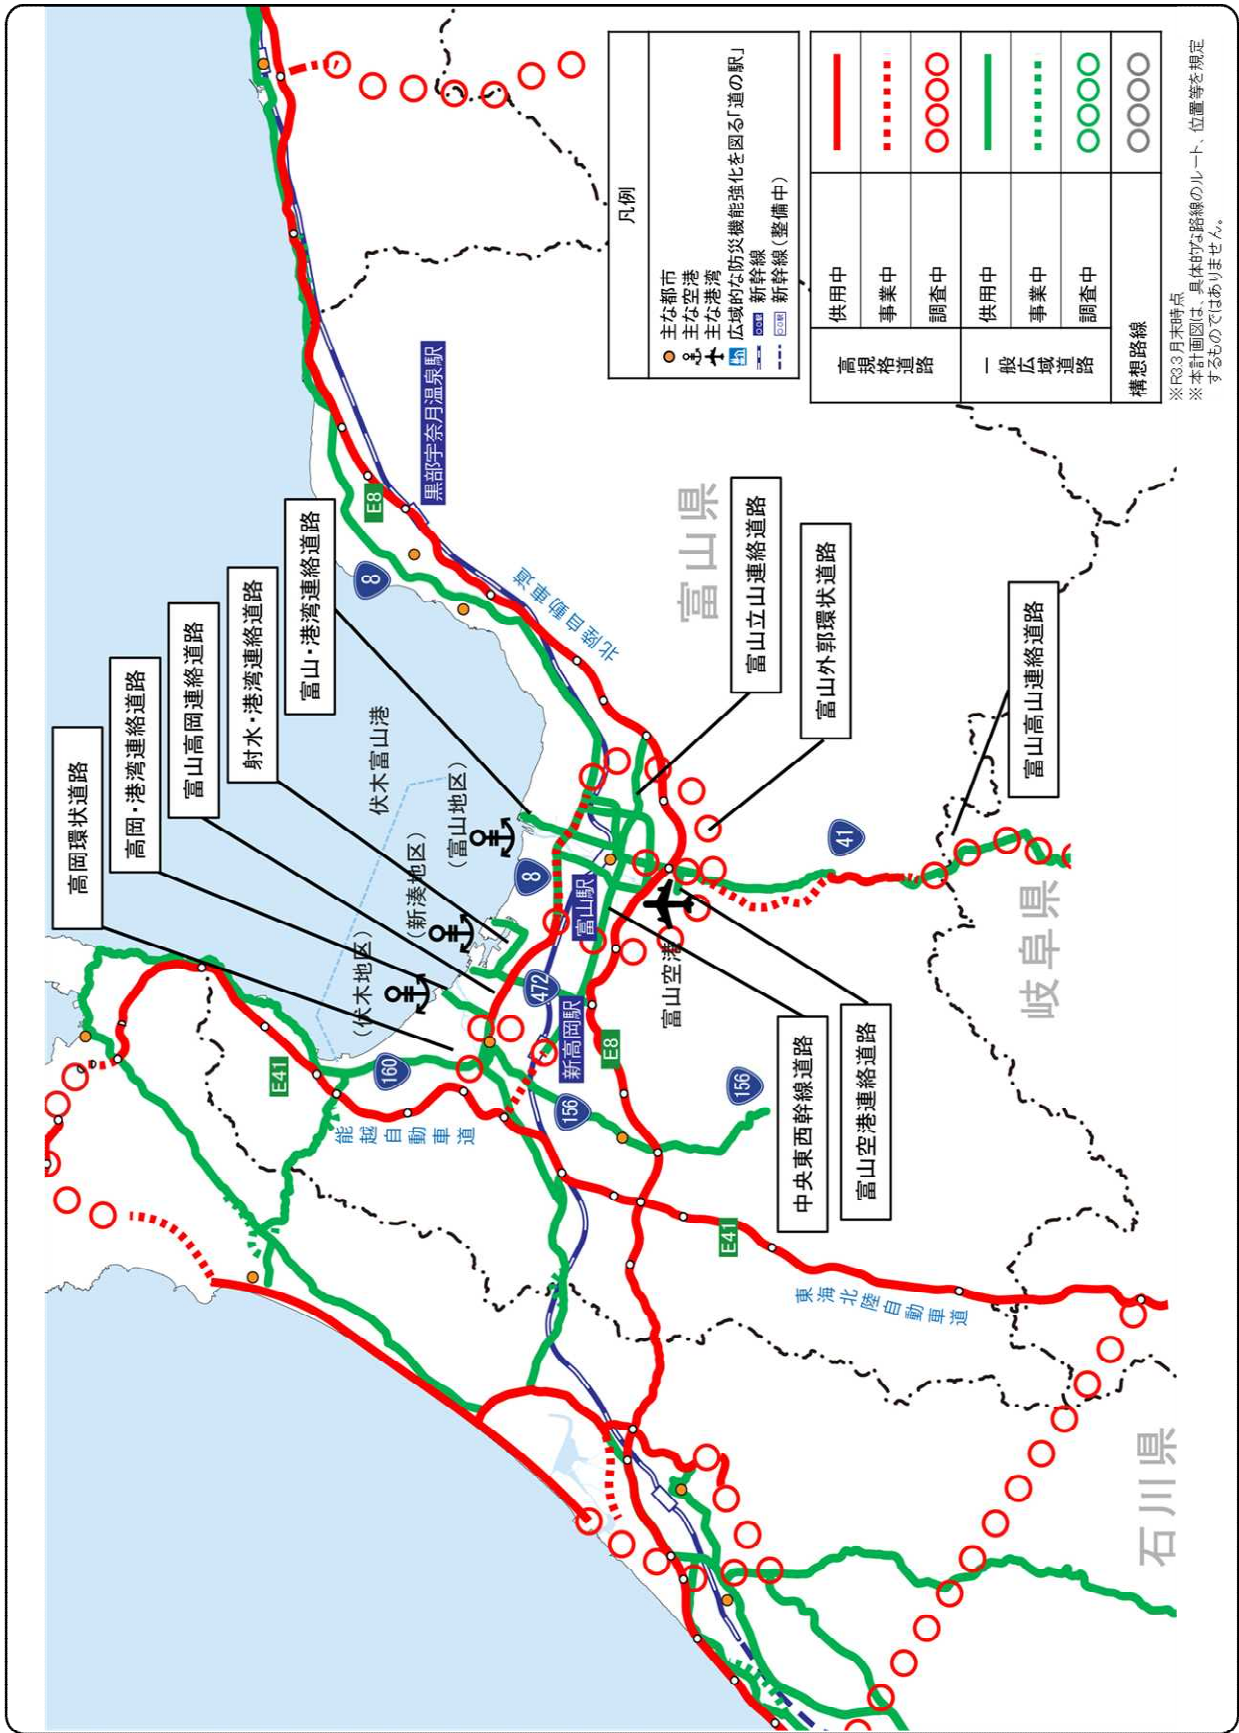 高岡環状道路
高岡・港湾連絡道路
富山高岡連絡道路
射水・港湾連絡道路
富山・港湾連絡道路
伏木富山港
(伏木地区)
(新湊地区)
(富山地区)
E41
160
能越自動車道
156
新高岡駅
472
富山駅
8
8
E8
黒部宇奈月温泉駅
北陸自動車道
E8
富山空港
156
41
E41
東海北陸自動車道
中央東西幹線道路
富山空港連絡道路
富山立山連絡道路
富山外郭環状道路
富山高山連絡道路
富山県
岐阜県
石川県
凡例
主な都市
主な空港
主な港湾
広域的な防災機能強化を図る「道の駅」
○○駅 新幹線
○○駅 新幹線(整備中)
高規格道路
供用中
事業中
調査中
一般広域道路
供用中
事業中
調査中
構想路線
※R3.3月末時点
※本計画図は、具体的な路線のルート、位置等を規定
するものではありません。